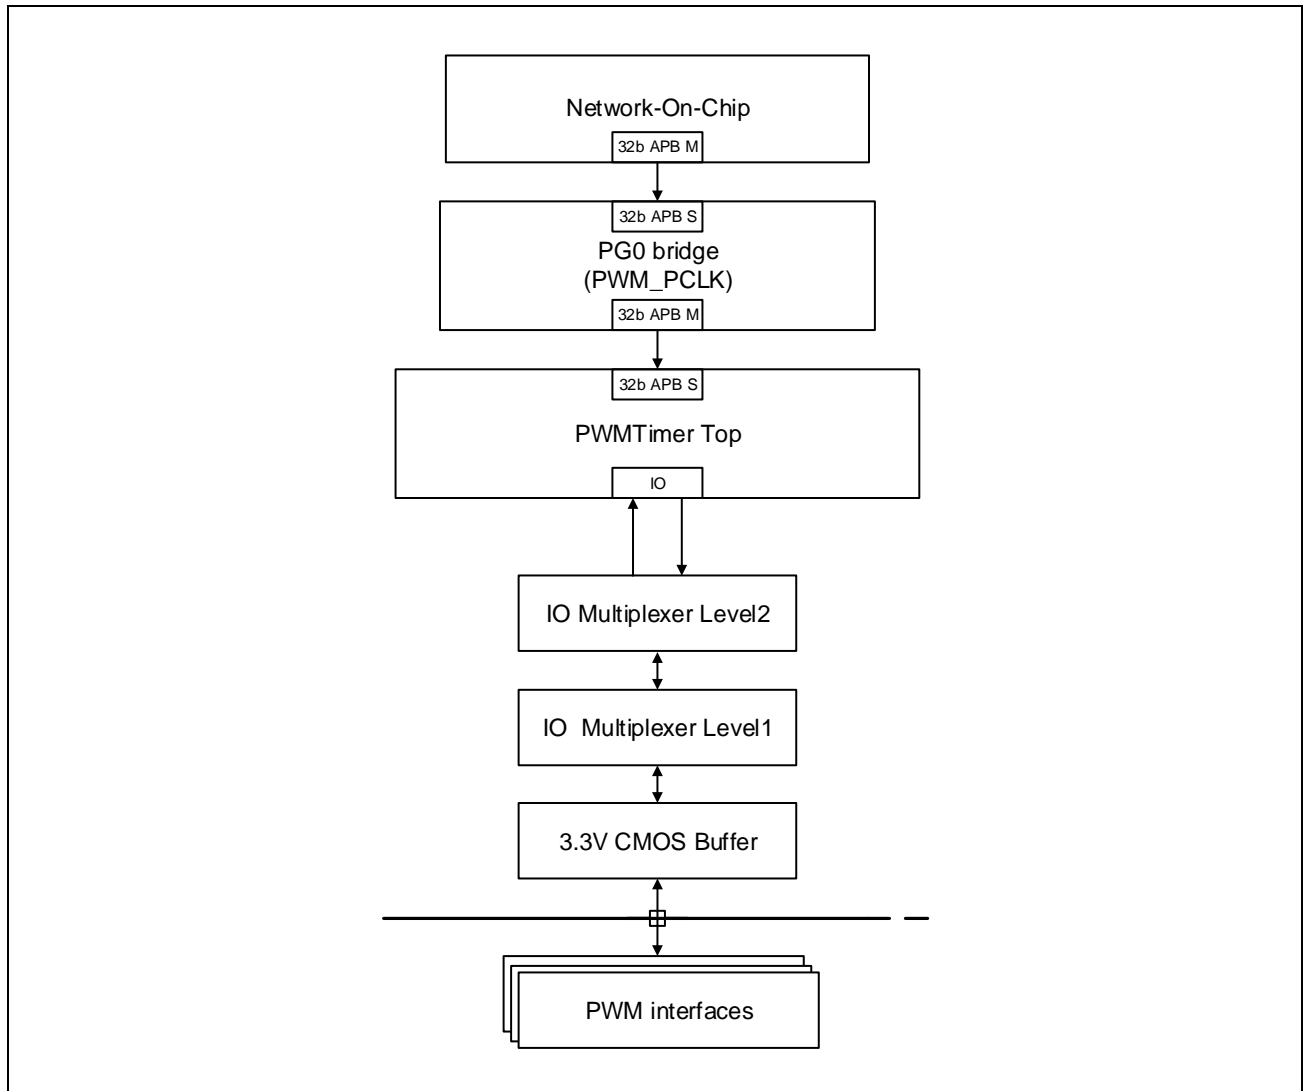 Network-On-Chip
32b APB M
32b APB S
PG0 bridge
(PWM_PCLK)
32b APB M
32b APB S
PWMTimer Top
IO
IO Multiplexer Level2
IO Multiplexer Level1
3.3V CMOS Buffer
PWM interfaces